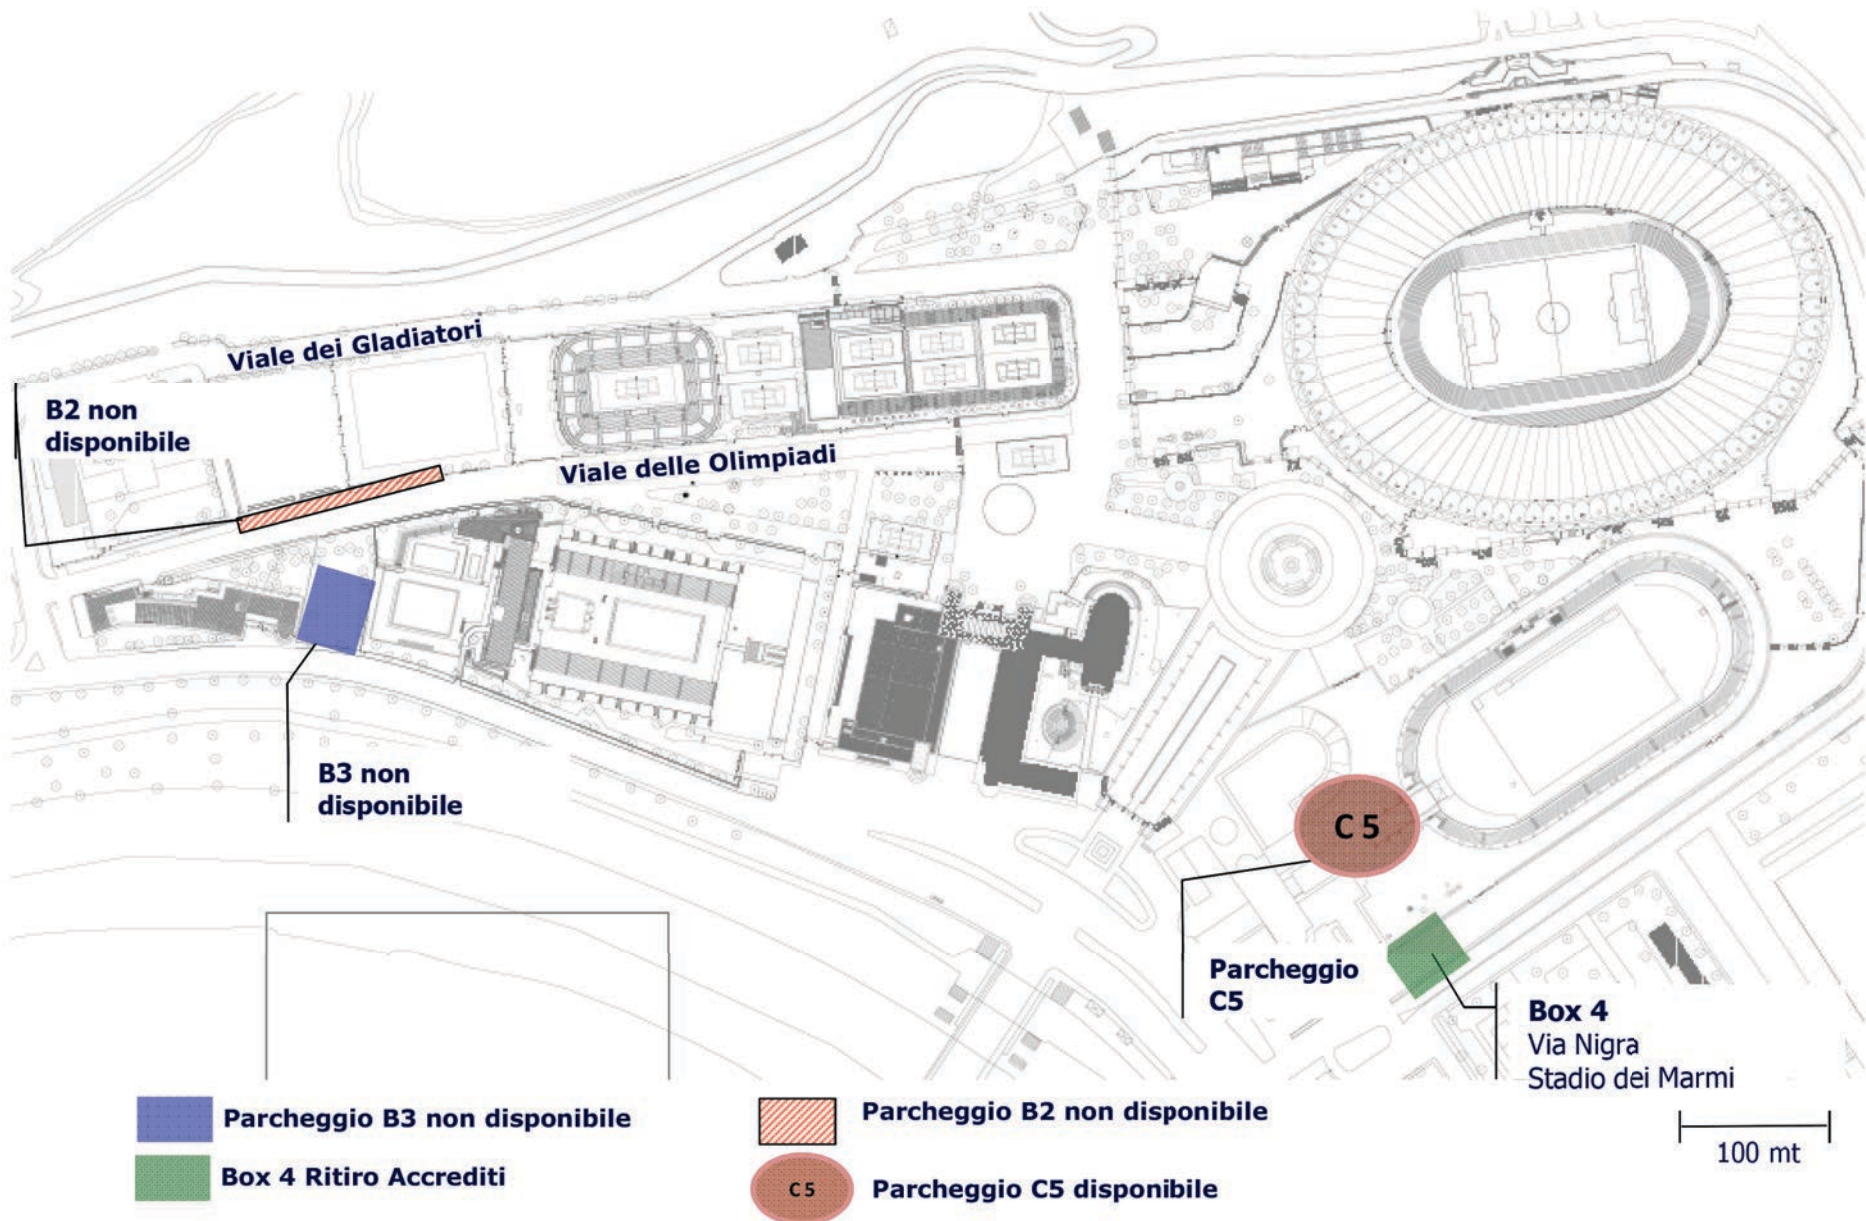 Viale dei Gladiatori
B2 non
disponibile
Viale delle Olimpiadi
B3 non
disponibile
C 5
Parcheggio
C5
Box 4
Via Nigra
Stadio dei Marmi
Parcheggio B3 non disponibile
Parcheggio B2 non disponibile
100 mt
Box 4 Ritiro Accrediti
C 5
Parcheggio C5 disponibile